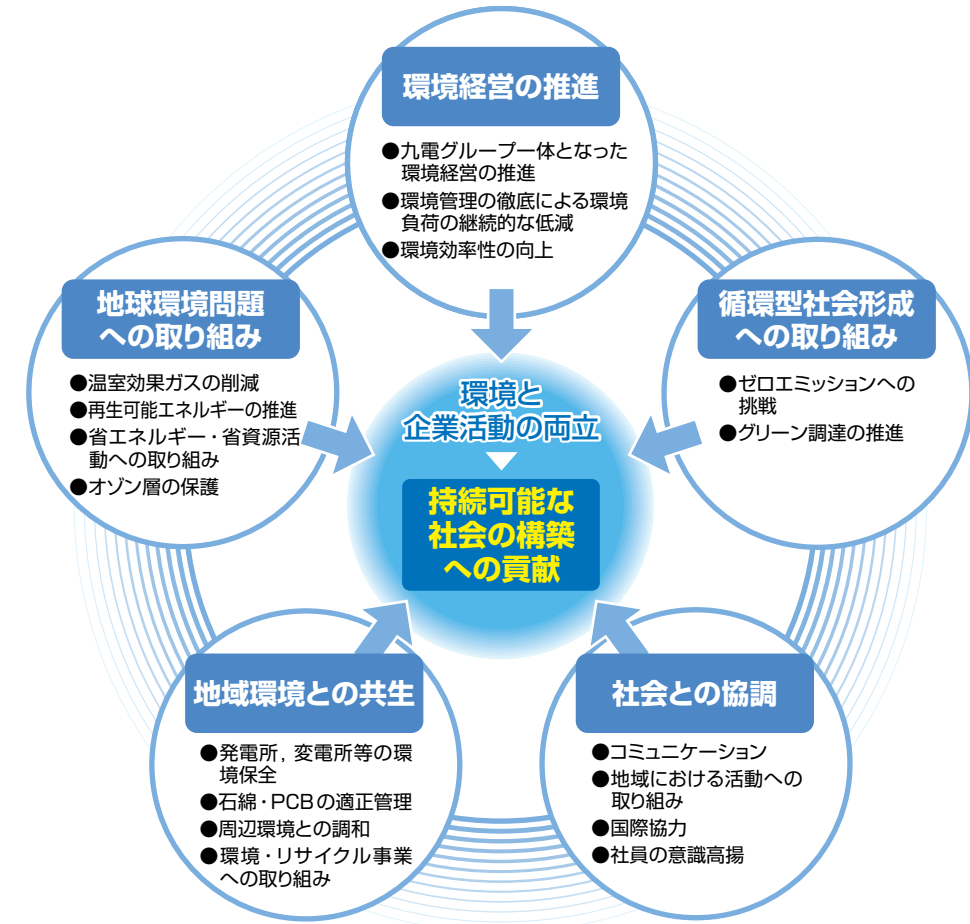 環境経営の推進
●九電グループ一体となった
環境経営の推進
●環境管理の徹底による環境
負荷の継続的な低減
●環境効率性の向上
地球環境問題
への取り組み
●温室効果ガスの削減
●再生可能エネルギーの推進
●省エネルギー・省資源活
動への取り組み
●オゾン層の保護
循環型社会形成
への取り組み
●ゼロエミッションへの
挑戦
●グリーン調達の推進
環境と
企業活動の両立
持続可能な
社会の構築
への貢献
地域環境との共生
●発電所，変電所等の環
境保全
●石綿・PCBの適正管理
●周辺環境との調和
●環境・リサイクル事業
への取り組み
社会との協調
●コミュニケーション
●地域における活動への
取り組み
●国際協力
●社員の意識高揚